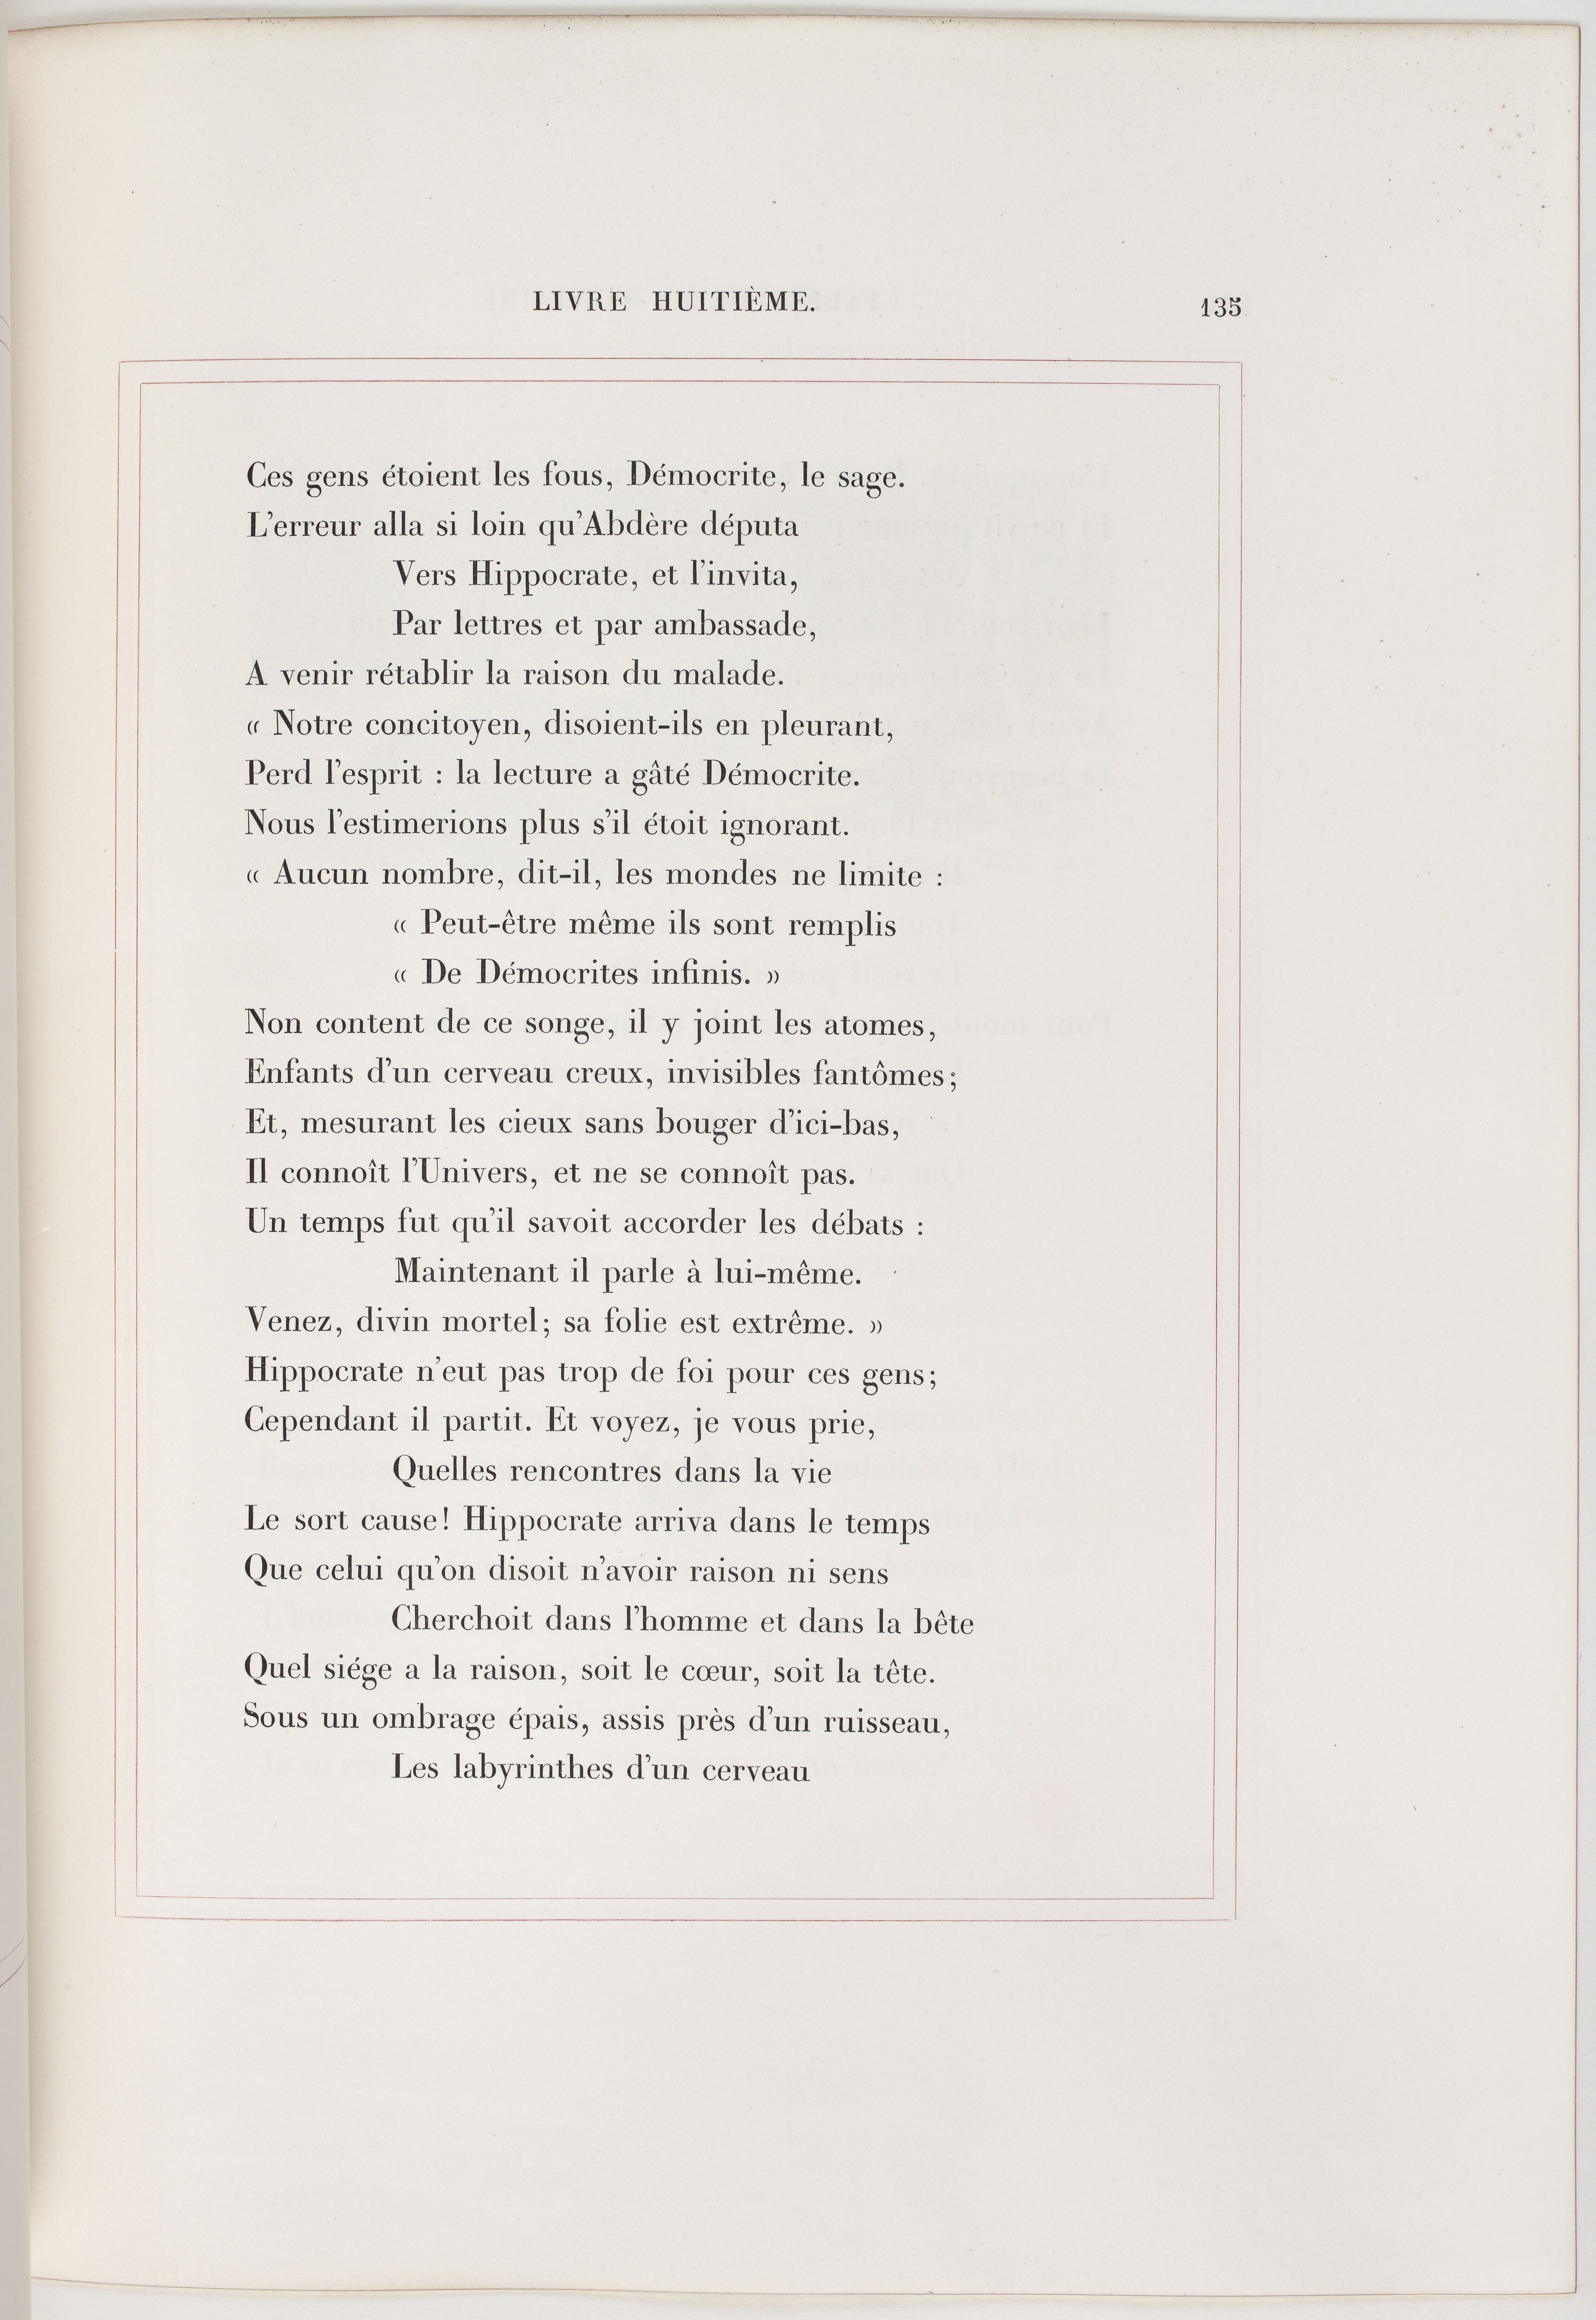 LIVRE HUITIÈME.
135
Ces gens étoient les fous, Démocrite, le sage.
L'erreur alla si loin qu'Abdère députa
Vers Hippocrate, et l'invita,
Par lettres et par ambassade,
A venir rétablir la raison du malade.
« Notre concitoyen, disoient-ils en pleurant,
Perd l'esprit : la lecture a gâté Démocrite.
Nous l'estimerions plus s'il étoit ignorant.
« Aucun nombre, dit-il, les mondes ne limite :
« Peut-être même ils sont remplis
« De Démocrites infinis. »
Non content de ce songe, il y joint les atomes,
Enfants d'un cerveau creux, invisibles fantômes;
Et, mesurant les cieux sans bouger d'ici-bas,
Il connoît l'Univers, et ne se connoît pas.
Un temps fut qu'il savoit accorder les débats :
Maintenant il parle à lui-même.
Venez, divin mortel; sa folie est extrême. »
Hippocrate n'eut pas trop de foi pour ces gens;
Cependant il partit. Et voyez, je vous prie,
Quelles rencontres dans la vie
Le sort cause! Hippocrate arriva dans le temps
Que celui qu'on disoit n'avoir raison ni sens
Cherchoit dans l'homme et dans la bête
Quel siége a la raison, soit le cœur, soit la tête.
Sous un ombrage épais, assis près d'un ruisseau,
Les labyrinthes d'un cerveau